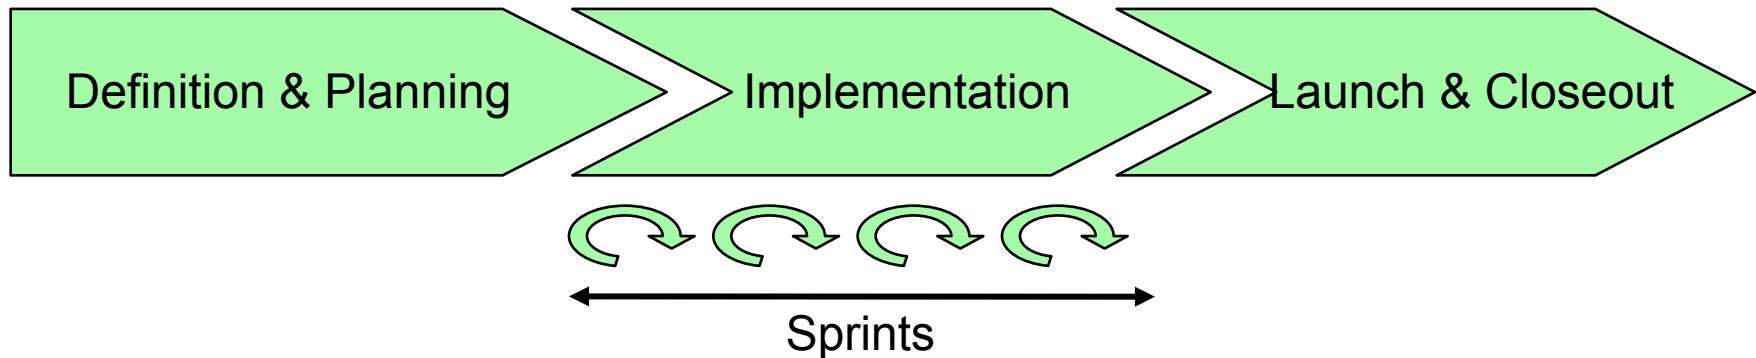 Definition & Planning
Implementation
Launch & Closeout
Sprints